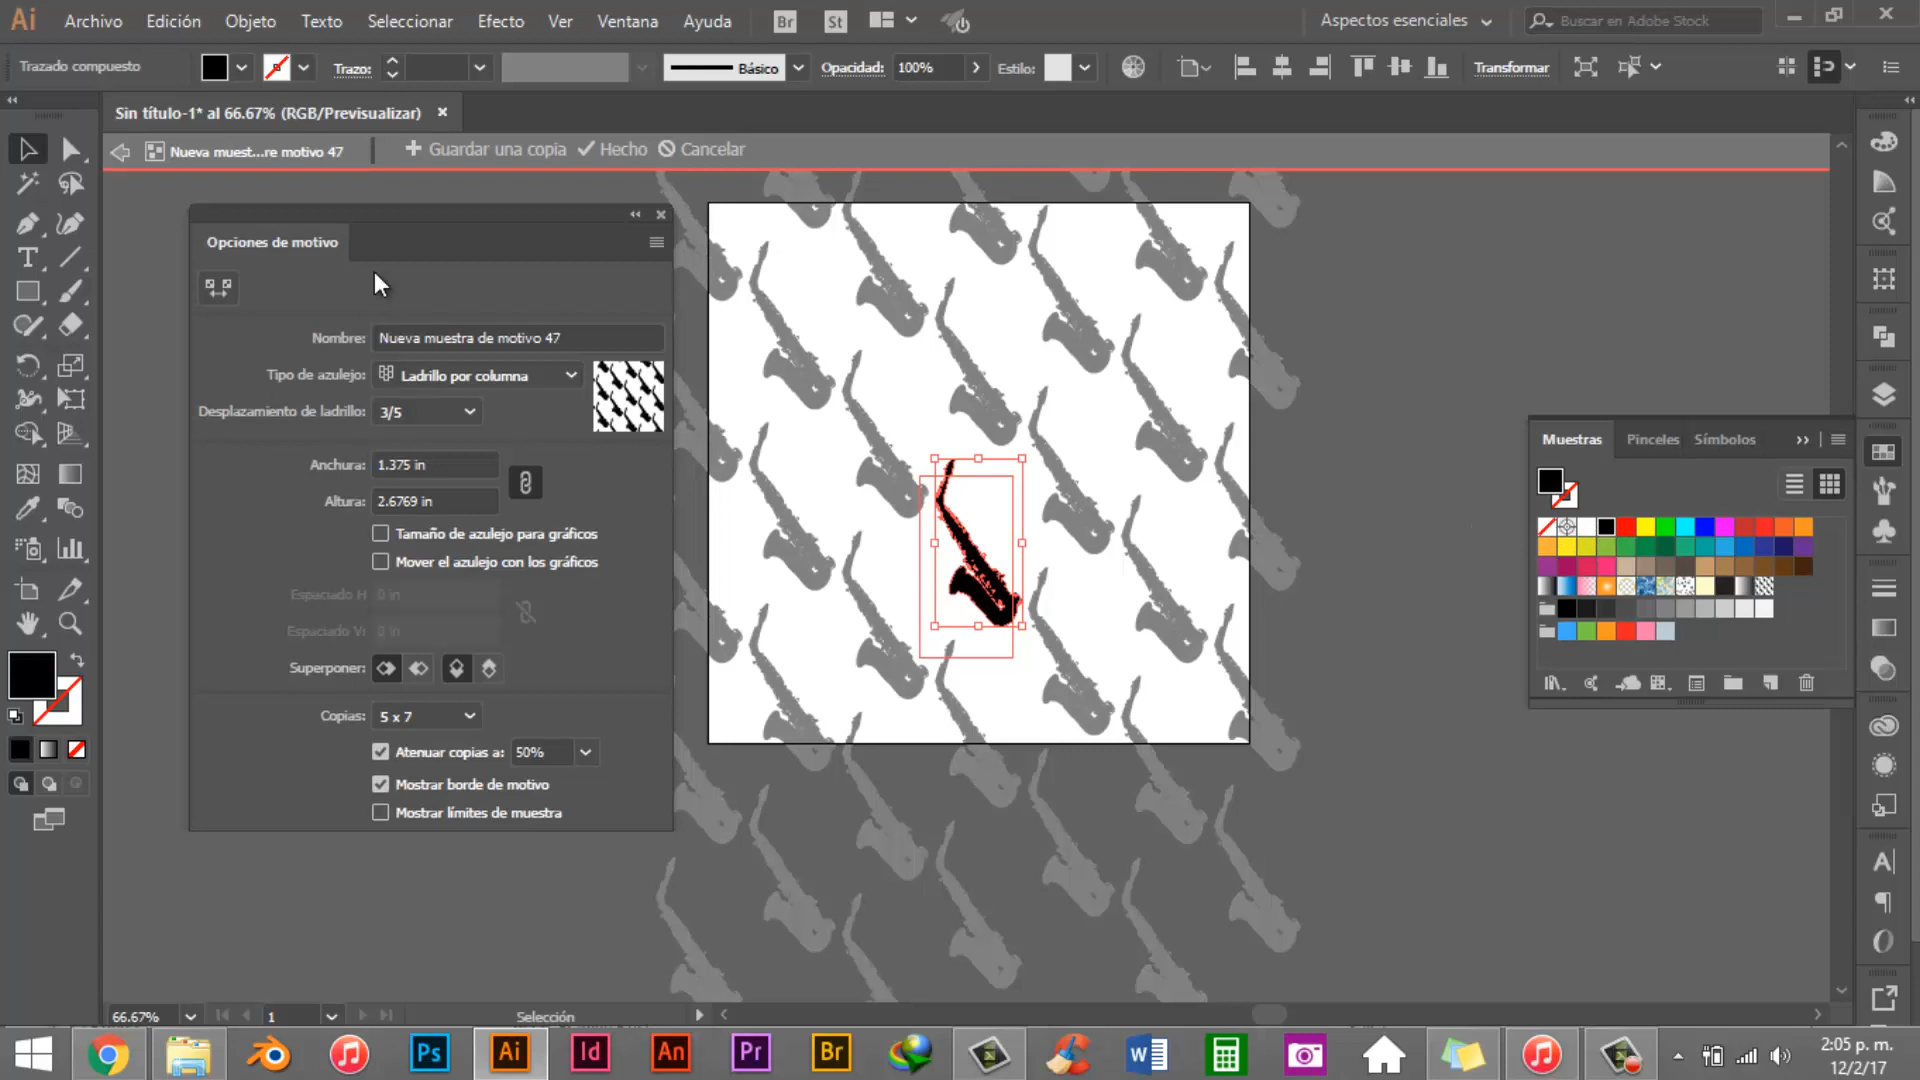 Ai Archivo Edición Objeto Texto Seleccionar Efecto Ver Ventana Ayuda Br St Aspectos esenciales Buscar en Adobe Stock
Trazado compuesto Trazo: Básico Opacidad: 100% Estilo: Transformar
Sin título-1* al 66.67% (RGB/Previsualizar)
Nueva muest...re motivo 47 Guardar una copia Hecho Cancelar
Opciones de motivo
Nombre: Nueva muestra de motivo 47
Tipo de azulejo: Ladrillo por columna
Desplazamiento de ladrillo: 3/5
Anchura: 1.375 in
Altura: 2.6769 in
Tamaño de azulejo para gráficos
Mover el azulejo con los gráficos
Espaciado H: 0 in
Espaciado V: 0 in
Superponer:
Copias: 5 x 7
Atenuar copias a: 50%
Mostrar borde de motivo
Mostrar límites de muestra
Muestras Pinceles Símbolos
66.67% 1 Selección
Ps Ai Id An Pr Br W
2:05 p. m.
12/2/17